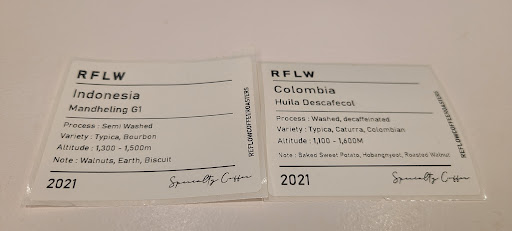 RFLW
Indonesia
Mandheling G1
Process : Semi Washed
Variety : Typica, Bourbon
Altitude : 1,300 - 1,500m
Note : Walnuts, Earth, Biscuit
2021
Specialty Coffee
RFLW
Colombia
Huila Descafecol
Process : Washed, decaffeinated
Variety : Typica, Caturra, Colombian
Altitude : 1,100 - 1,600M
Note : Baked Sweet Potato, Hobangnyeot, Roasted Walnut
2021
Specialty Coffee
REFLOWCOFFEEROASTERS
REFLOWCOFFEEROASTERS